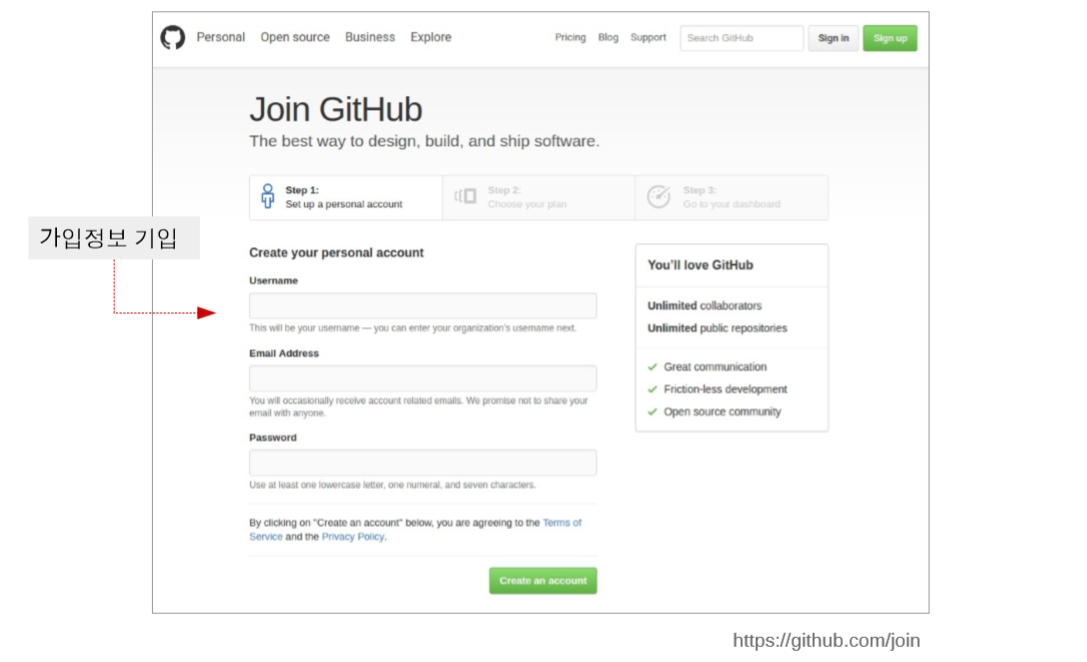 Personal Open source Business Explore Pricing Blog Support Search GitHub Sign in Sign up
Join GitHub
The best way to design, build, and ship software.
Step 1:
Set up a personal account
Step 2:
Choose your plan
Step 3:
Go to your dashboard
가입정보 기입
Create your personal account
Username
This will be your username — you can enter your organization's username next.
Email Address
You will occasionally receive account related emails. We promise not to share your
email with anyone.
Password
Use at least one lowercase letter, one numeral, and seven characters.
By clicking on "Create an account" below, you are agreeing to the Terms of
Service and the Privacy Policy.
Create an account
You'll love GitHub
Unlimited collaborators
Unlimited public repositories
Great communication
Friction-less development
Open source community
https://github.com/join